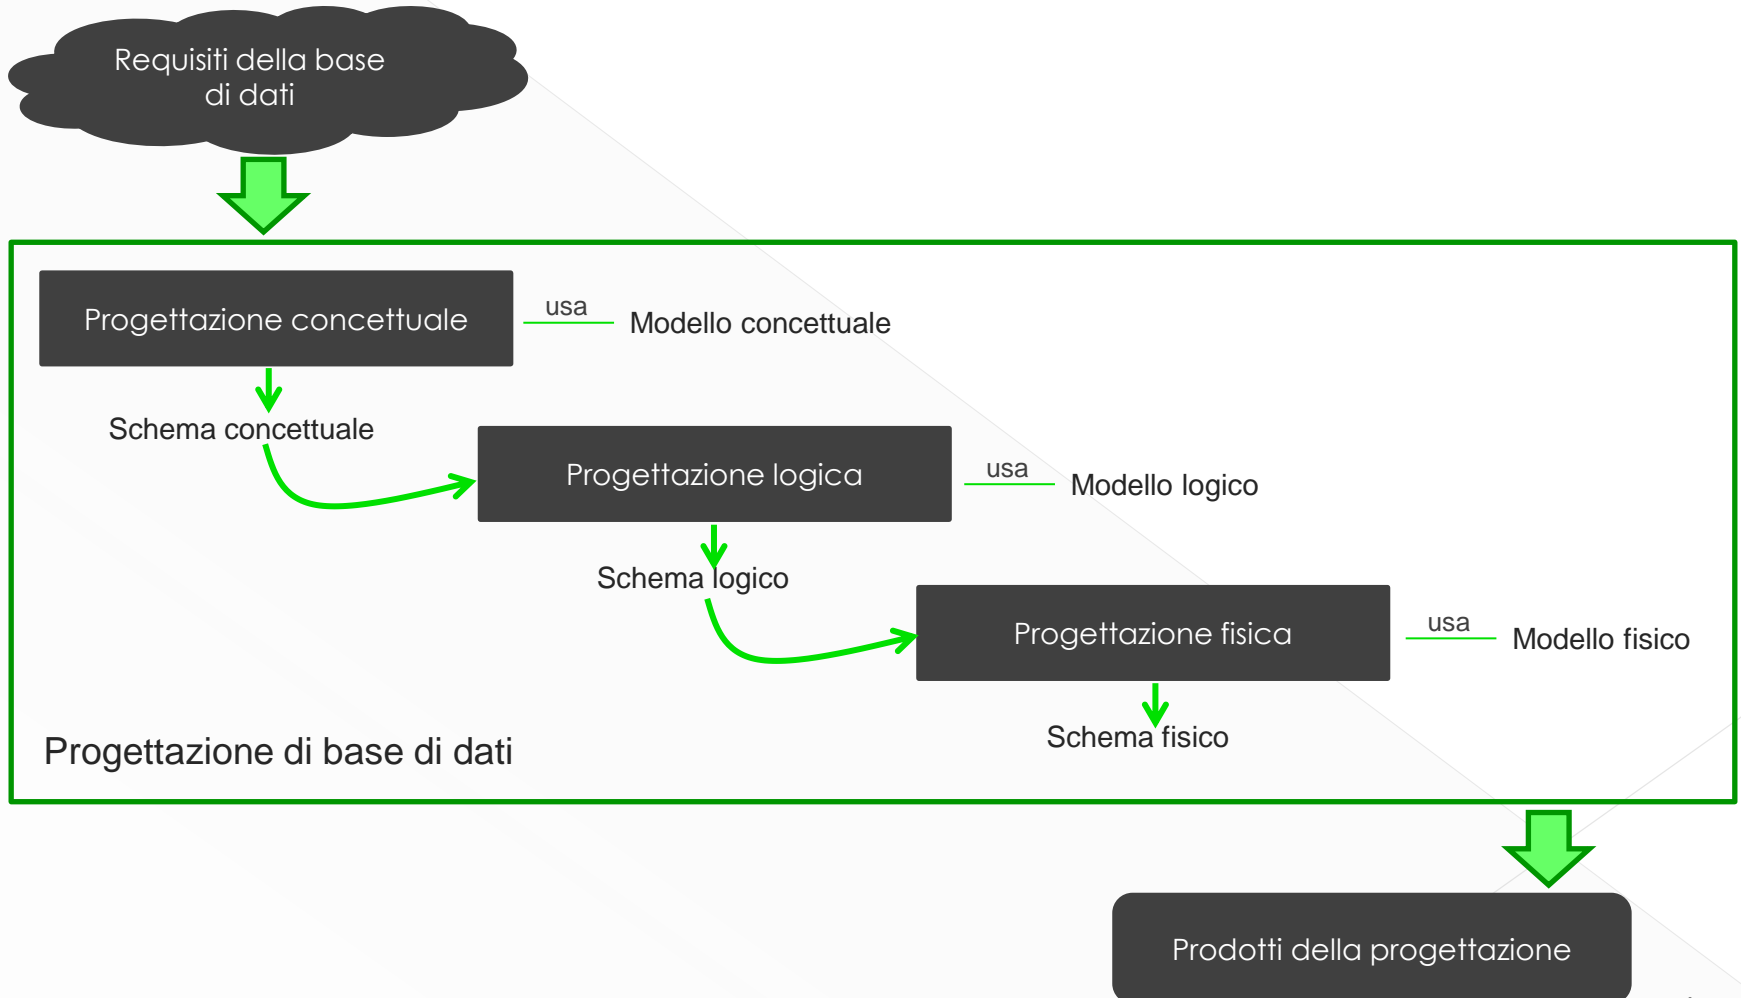 Requisiti della base
di dati
Progettazione concettuale
usa
Modello concettuale
Schema concettuale
Progettazione logica
usa
Modello logico
Schema logico
Progettazione fisica
usa
Modello fisico
Schema fisico
Progettazione di base di dati
Prodotti della progettazione